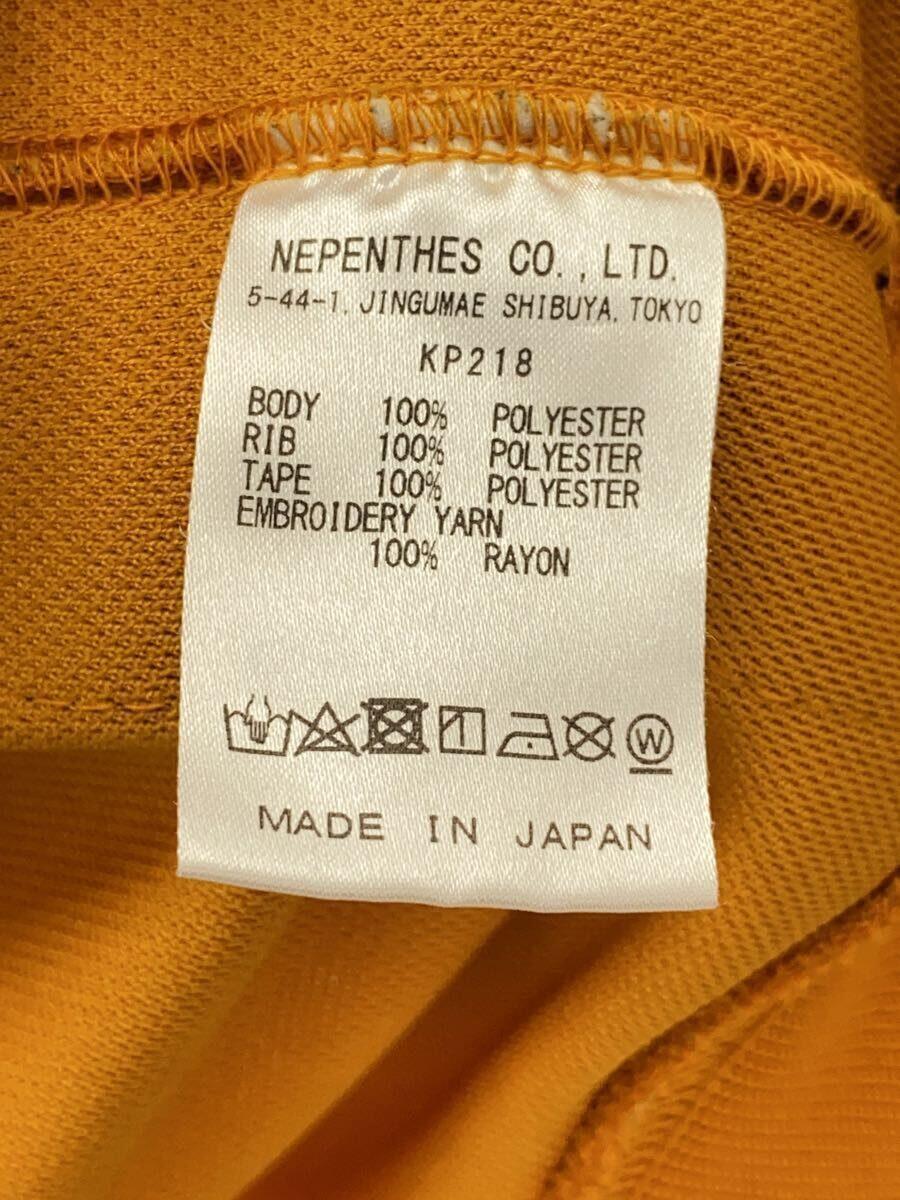 NEPENTHES CO.,LTD.
5-44-1, JINGUMAE SHIBUYA, TOKYO
KP218
BODY 100% POLYESTER
RIB 100% POLYESTER
TAPE 100% POLYESTER
EMBROIDERY YARN
100% RAYON
W
MADE IN JAPAN